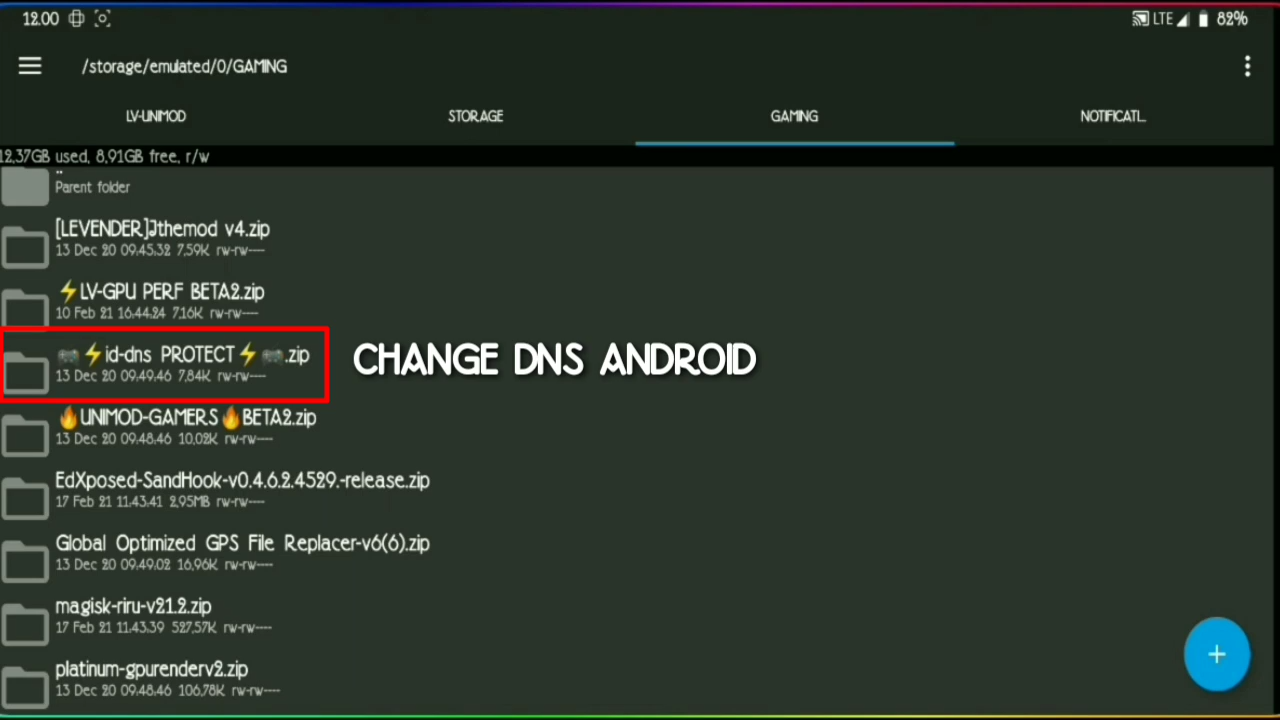 12.00
LTE 82%
/storage/emulated/0/GAMING
LV-UNIMOD STORAGE GAMING NOTIFICATI...
12,37GB used, 8,91GB free, r/w
..
Parent folder
[LEVENDER]Jthemod v4.zip
13 Dec 20 09.45.32 7,59K rw-rw----
⚡LV-GPU PERF BETA2.zip
10 Feb 21 16.44.24 7,16K rw-rw----
🎮⚡id-dns PROTECT⚡🎮.zip
13 Dec 20 09.49.46 7,84K rw-rw----
CHANGE DNS ANDROID
🔥UNIMOD-GAMERS🔥BETA2.zip
13 Dec 20 09.48.46 10,02K rw-rw----
EdXposed-SandHook-v0.4.6.2.4529.-release.zip
17 Feb 21 11.43.41 2,95MB rw-rw----
Global Optimized GPS File Replacer-v6(6).zip
13 Dec 20 09.49.02 16,96K rw-rw----
magisk-riru-v21.2.zip
17 Feb 21 11.43.39 527,57K rw-rw----
platinum-gpurenderv2.zip
13 Dec 20 09.48.46 106,78K rw-rw----